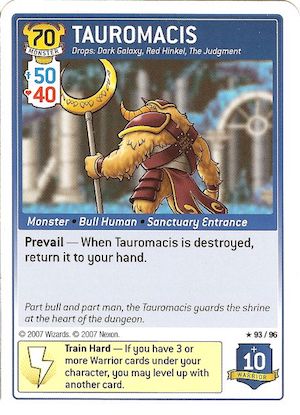 70
MONSTER
TAUROMACIS
Drops: Dark Galaxy, Red Hinkel, The Judgment
50
40
Monster • Bull Human • Sanctuary Entrance
Prevail — When Tauromacis is destroyed,
return it to your hand.
Part bull and part man, the Tauromacis guards the shrine
at the heart of the dungeon.
© 2007 Wizards. © 2007 Nexon.
★ 93 / 96
Train Hard — If you have 3 or
more Warrior cards under your
character, you may level up with
another card.
10
WARRIOR